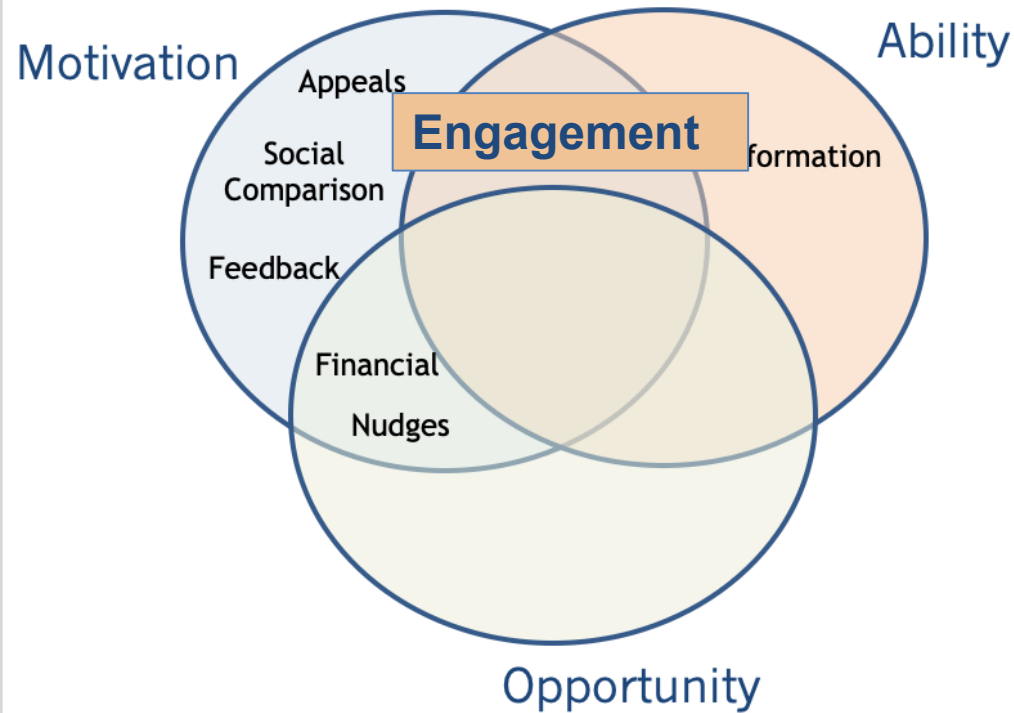 Motivation
Ability
Appeals
Engagement
formation
Social
Comparison
Feedback
Financial
Nudges
Opportunity